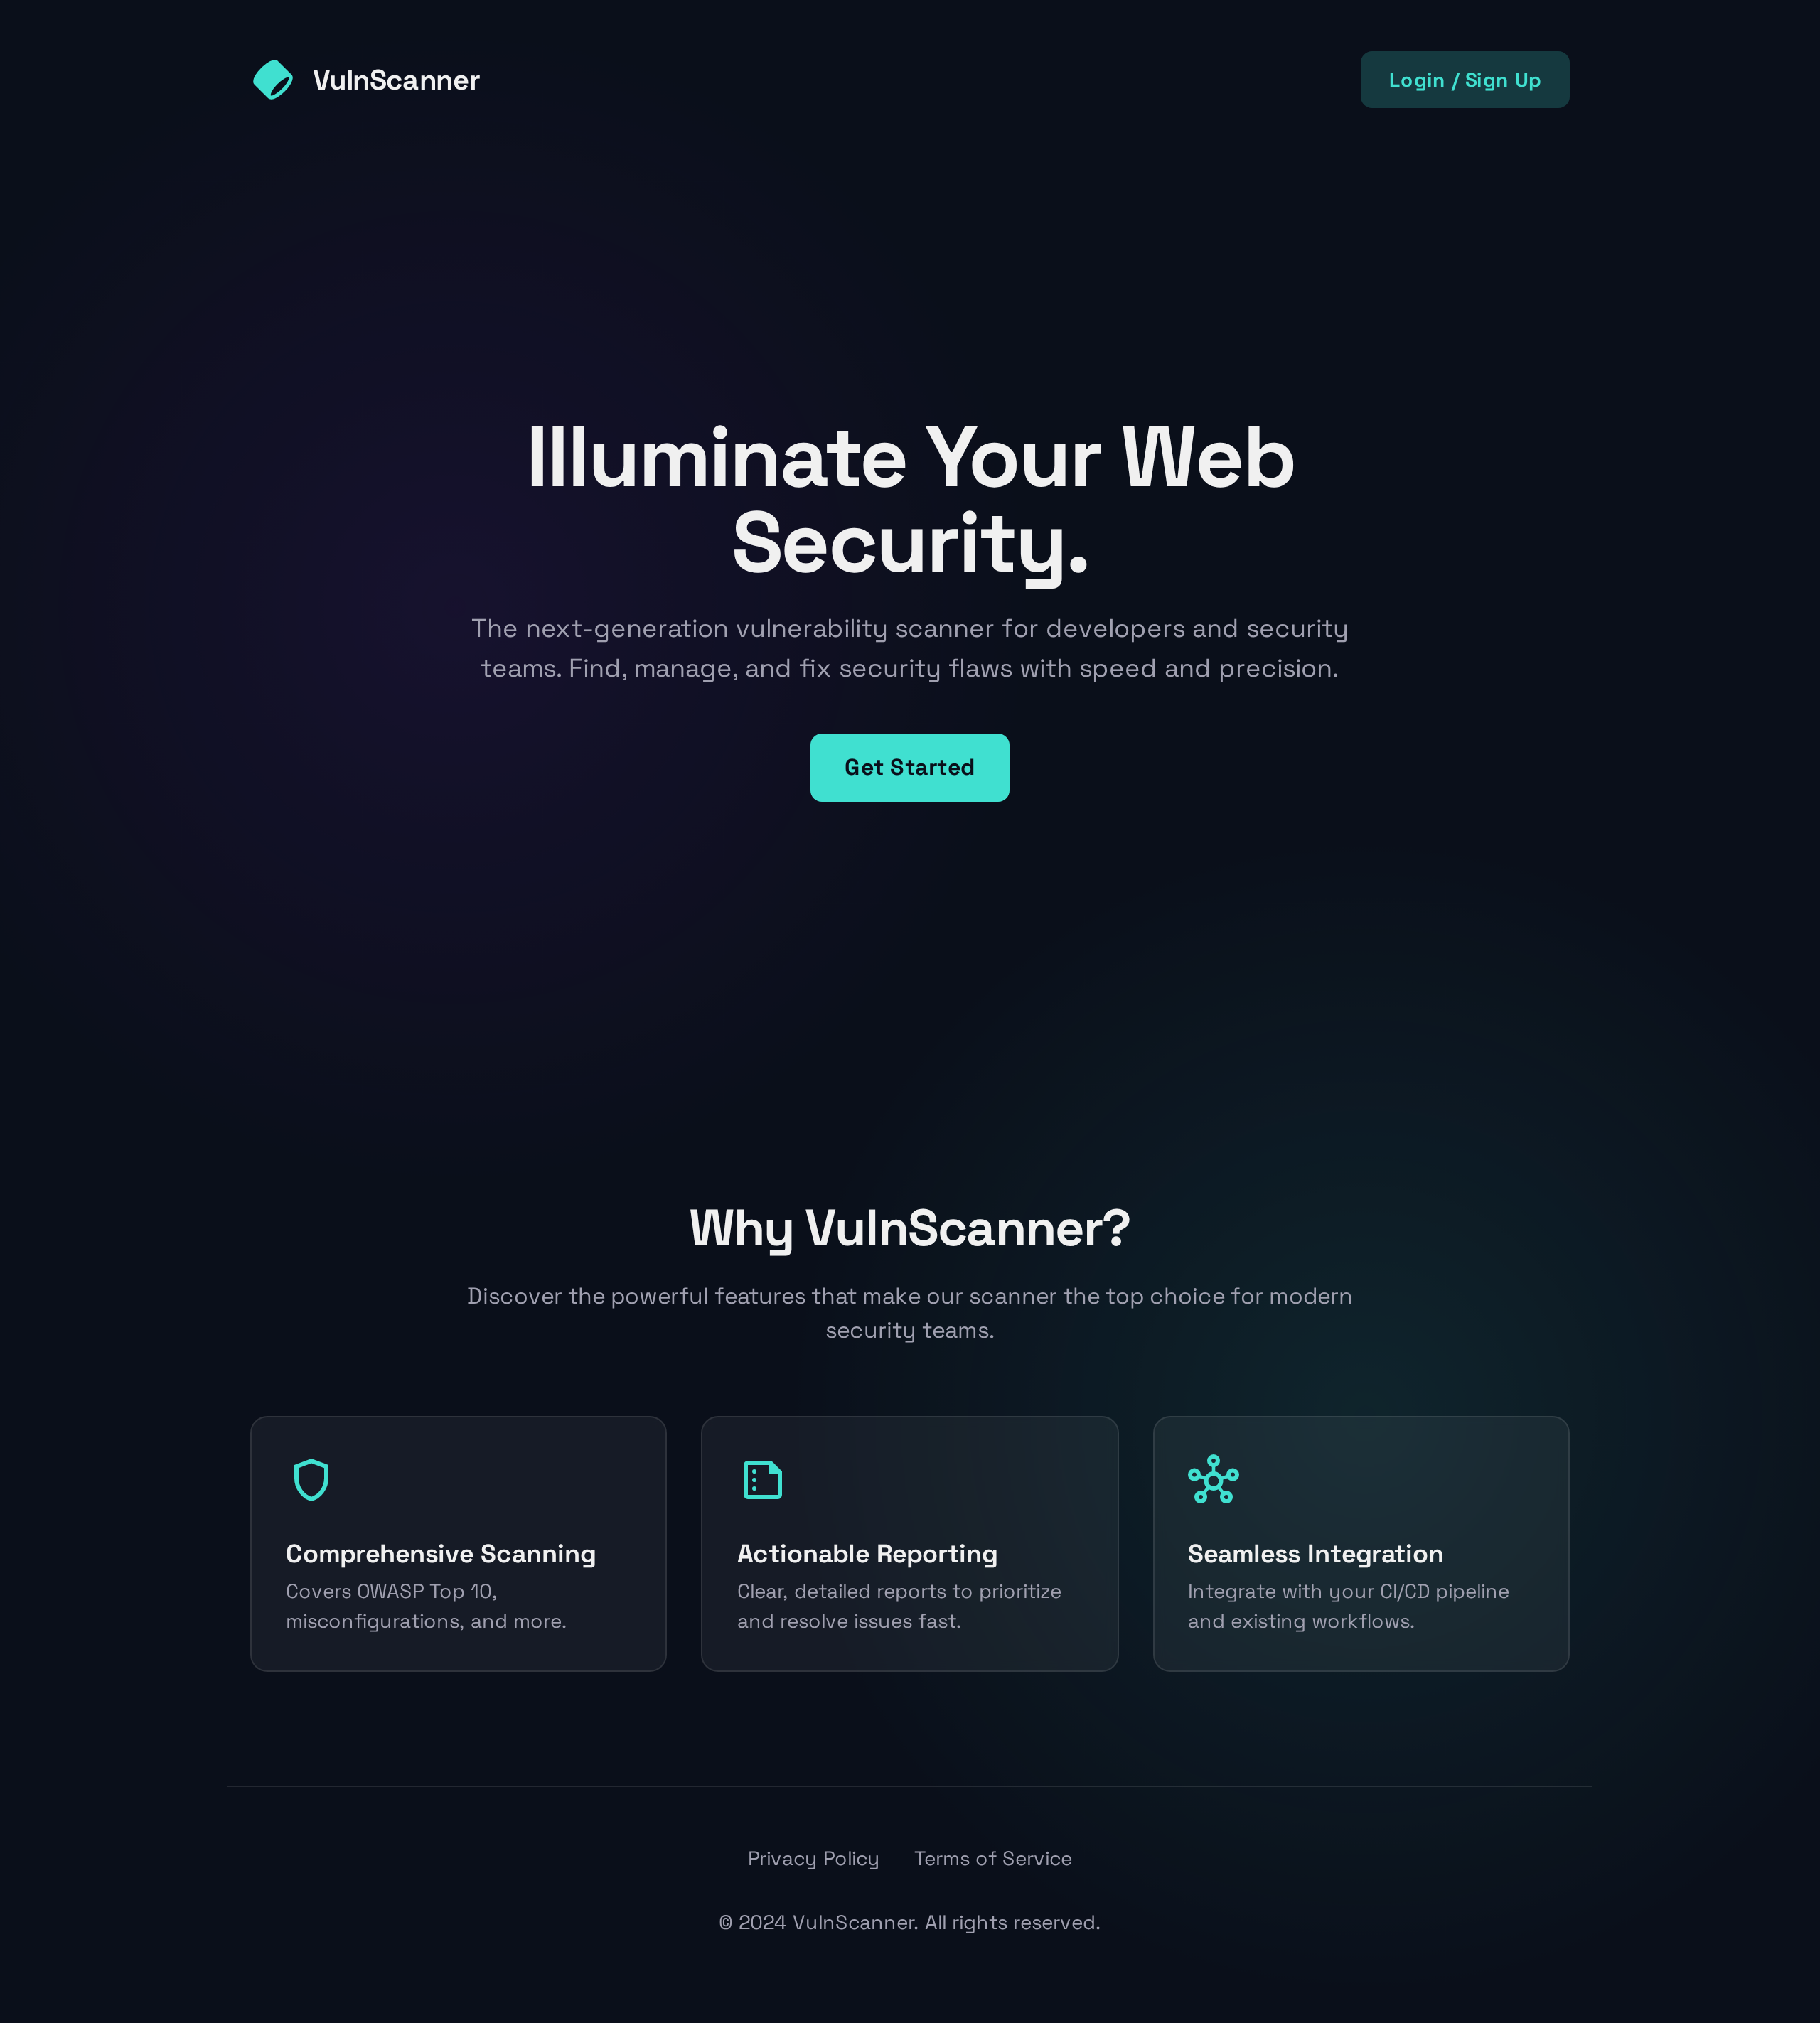 VulnScanner
Login / Sign Up
Illuminate Your Web
Security.
The next-generation vulnerability scanner for developers and security
teams. Find, manage, and fix security flaws with speed and precision.
Get Started
Why VulnScanner?
Discover the powerful features that make our scanner the top choice for modern
security teams.
Comprehensive Scanning
Covers OWASP Top 10,
misconfigurations, and more.
Actionable Reporting
Clear, detailed reports to prioritize
and resolve issues fast.
Seamless Integration
Integrate with your CI/CD pipeline
and existing workflows.
Privacy Policy
Terms of Service
© 2024 VulnScanner. All rights reserved.